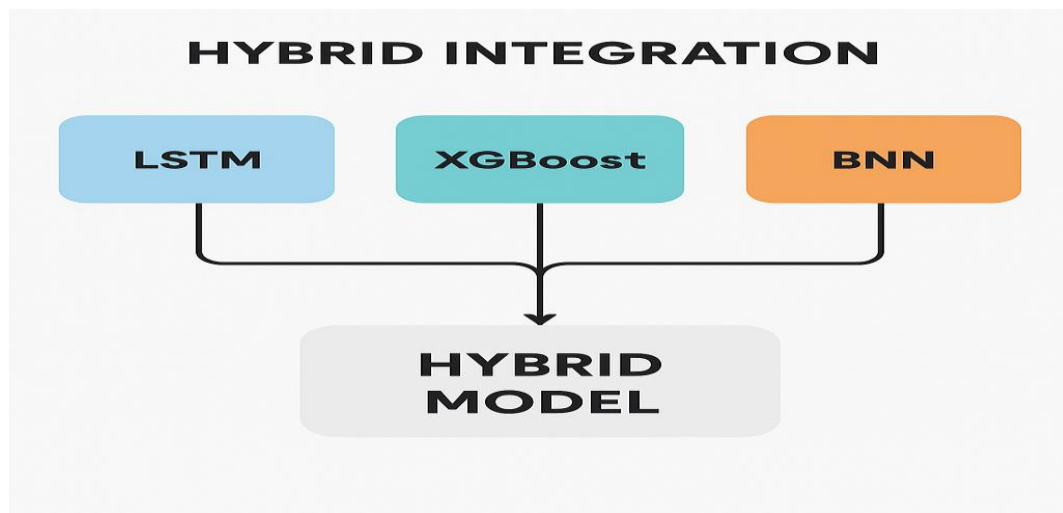 HYBRID INTEGRATION
LSTM
XGBoost
BNN
HYBRID
MODEL